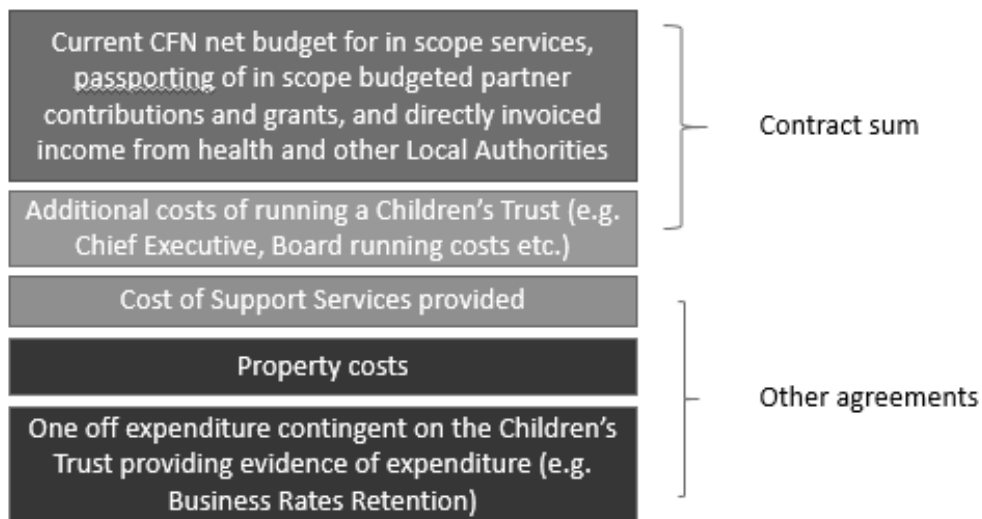 Current CFN net budget for in scope services,
passporting of in scope budgeted partner
contributions and grants, and directly invoiced
income from health and other Local Authorities
Contract sum
Additional costs of running a Children's Trust (e.g.
Chief Executive, Board running costs etc.)
Cost of Support Services provided
Property costs
Other agreements
One off expenditure contingent on the Children's
Trust providing evidence of expenditure (e.g.
Business Rates Retention)